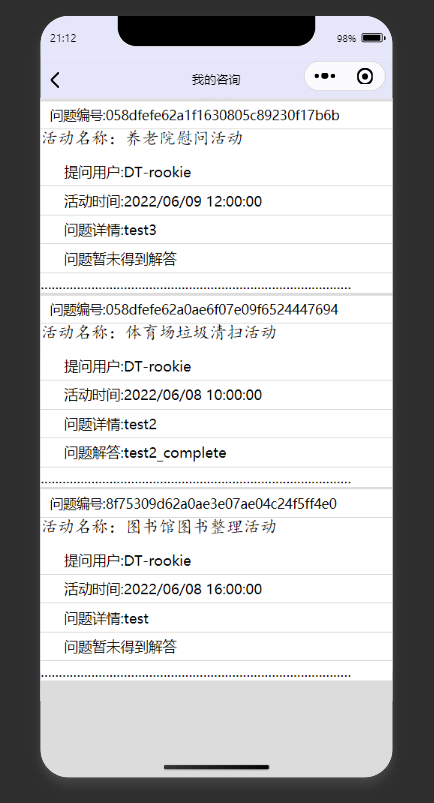 21:12
98%
我的咨询
问题编号:058dfefe62a1f1630805c89230f17b6b
活动名称：养老院慰问活动
提问用户:DT-rookie
活动时间:2022/06/09 12:00:00
问题详情:test3
问题暂未得到解答
问题编号:058dfefe62a0ae6f07e09f6524447694
活动名称：体育场垃圾清扫活动
提问用户:DT-rookie
活动时间:2022/06/08 10:00:00
问题详情:test2
问题解答:test2_complete
问题编号:8f75309d62a0ae3e07ae04c24f5ff4e0
活动名称：图书馆图书整理活动
提问用户:DT-rookie
活动时间:2022/06/08 16:00:00
问题详情:test
问题暂未得到解答